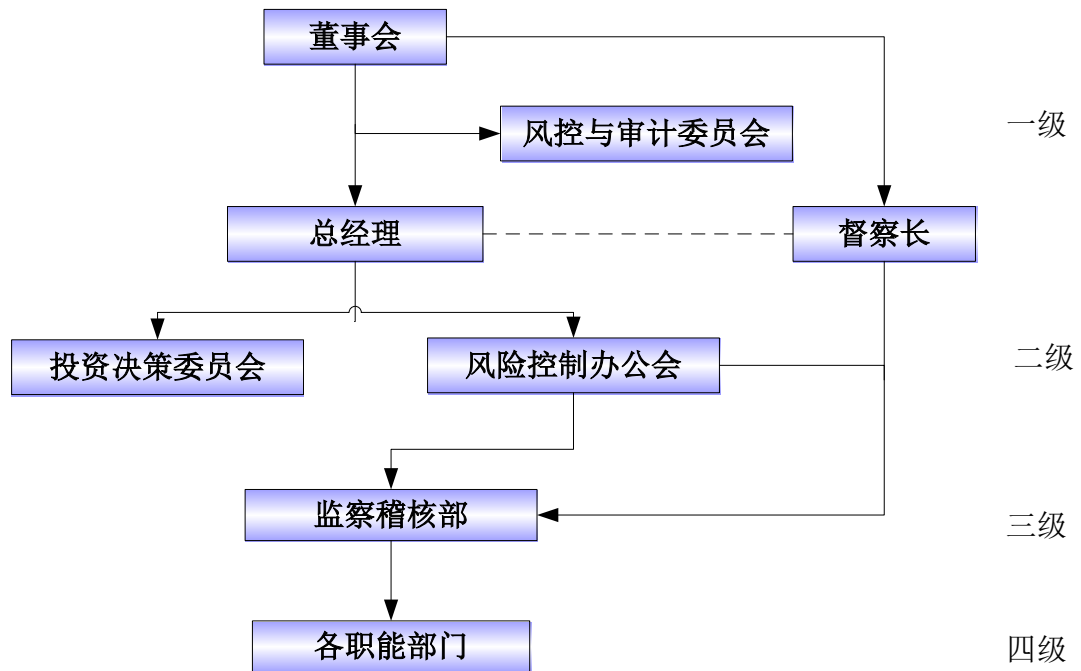 董事会
风控与审计委员会
一级
总经理
督察长
投资决策委员会
风险控制办公会
二级
监察稽核部
三级
各职能部门
四级